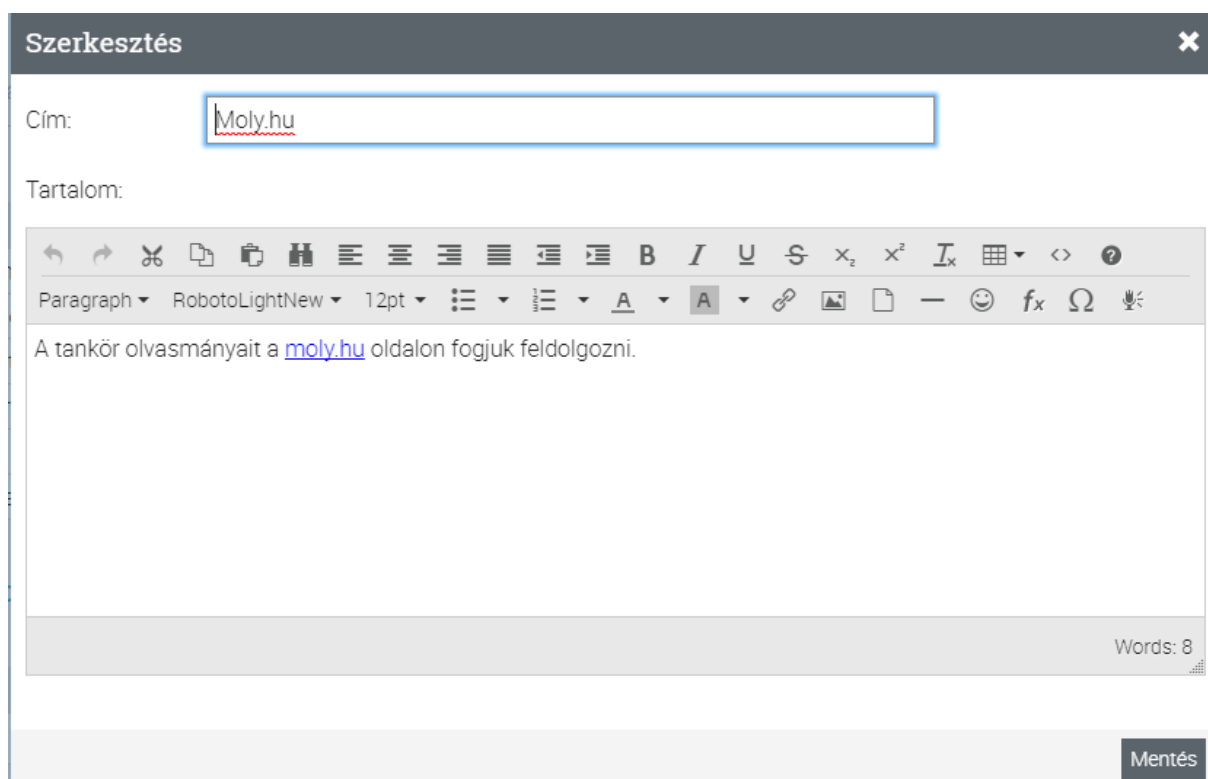 Szerkesztés
Cím: Moly.hu
Tartalom:
Paragraph RobotoLightNew 12pt
A tankör olvasmányait a moly.hu oldalon fogjuk feldolgozni.
Words: 8
Mentés